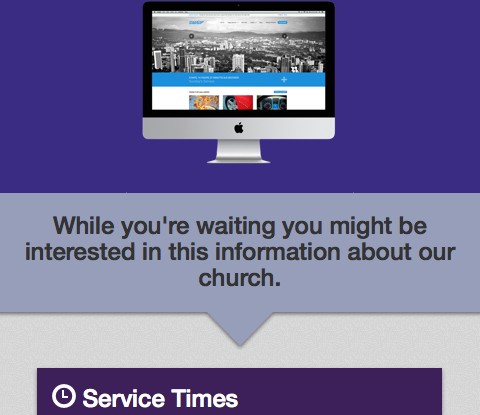 While you're waiting you might be
interested in this information about our
church.
Service Times